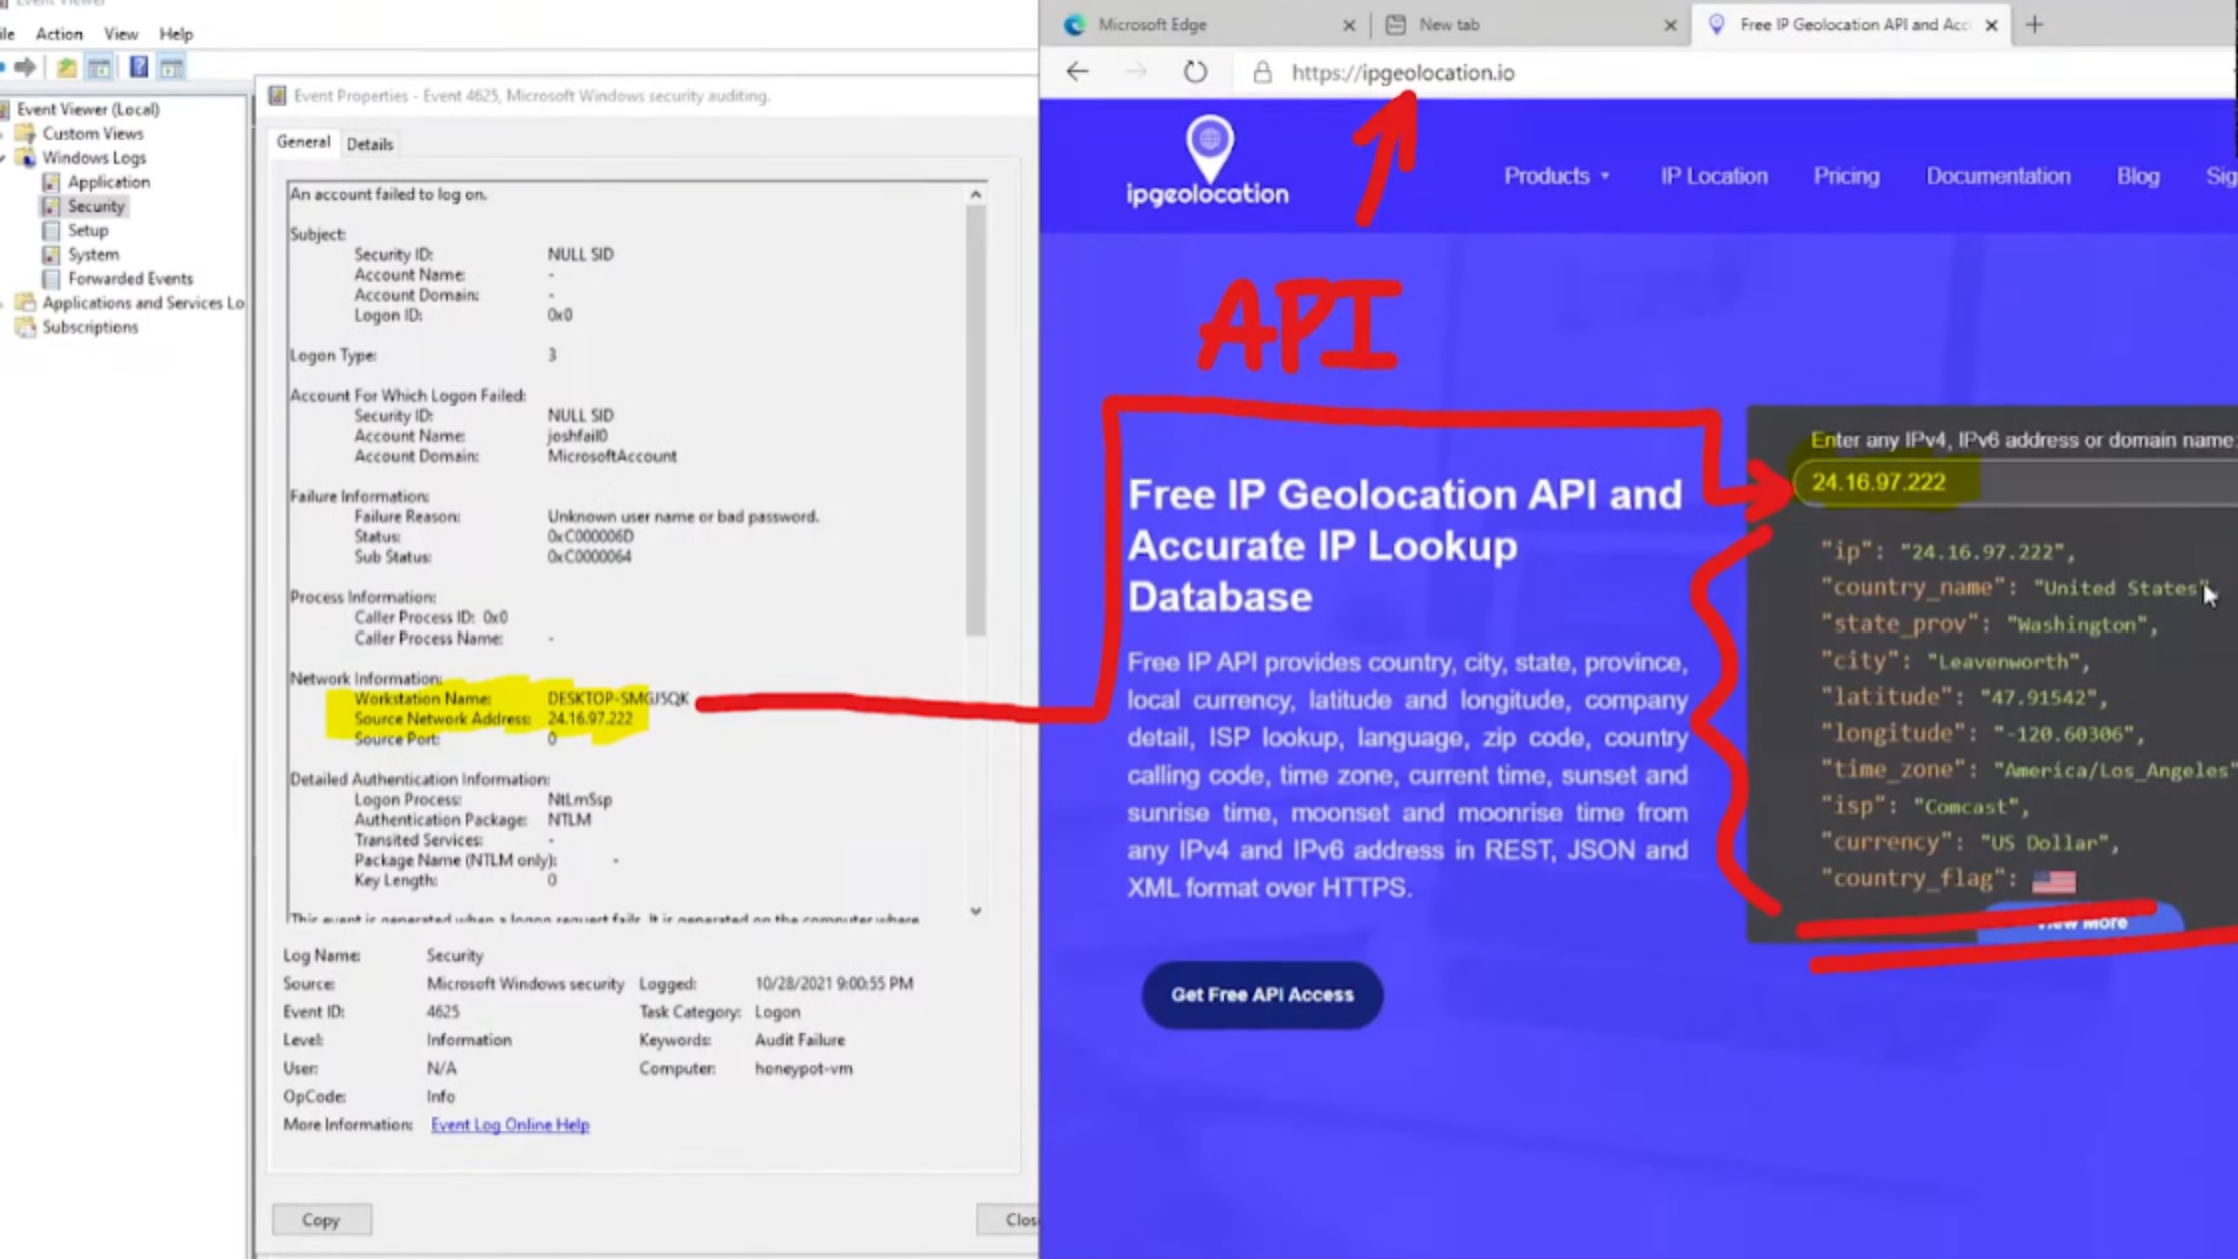 Event Viewer
Action View Help
Event Viewer (Local)
Custom Views
Windows Logs
Application
Security
Setup
System
Forwarded Events
Applications and Services Lo
Subscriptions
Event Properties - Event 4625, Microsoft Windows security auditing.
General Details
An account failed to log on.
Subject:
Security ID: NULL SID
Account Name: -
Account Domain: -
Logon ID: 0x0
Logon Type: 3
Account For Which Logon Failed:
Security ID: NULL SID
Account Name: joshfail0
Account Domain: MicrosoftAccount
Failure Information:
Failure Reason: Unknown user name or bad password.
Status: 0xC000006D
Sub Status: 0xC0000064
Process Information:
Caller Process ID: 0x0
Caller Process Name: -
Network Information:
Workstation Name: DESKTOP-SMGJSQK
Source Network Address: 24.16.97.222
Source Port: 0
Detailed Authentication Information:
Logon Process: NtLmSsp
Authentication Package: NTLM
Transited Services: -
Package Name (NTLM only): -
Key Length: 0
This event is generated when a logon request fails. It is generated on the computer where
Log Name: Security
Source: Microsoft Windows security Logged: 10/28/2021 9:00:55 PM
Event ID: 4625 Task Category: Logon
Level: Information Keywords: Audit Failure
User: N/A Computer: honeypot-vm
OpCode: Info
More Information: Event Log Online Help
Copy
Clos
Microsoft Edge
New tab
Free IP Geolocation API and Acc
https://ipgeolocation.io
ipgeolocation
Products IP Location Pricing Documentation Blog Sig
API
Free IP Geolocation API and
Accurate IP Lookup
Database
Free IP API provides country, city, state, province,
local currency, latitude and longitude, company
detail, ISP lookup, language, zip code, country
calling code, time zone, current time, sunset and
sunrise time, moonset and moonrise time from
any IPv4 and IPv6 address in REST, JSON and
XML format over HTTPS.
Get Free API Access
Enter any IPv4, IPv6 address or domain name
24.16.97.222
"ip": "24.16.97.222",
"country_name": "United States"
"state_prov": "Washington",
"city": "Leavenworth",
"latitude": "47.91542",
"longitude": "-120.60306",
"time_zone": "America/Los_Angeles"
"isp": "Comcast",
"currency": "US Dollar",
"country_flag":
View More